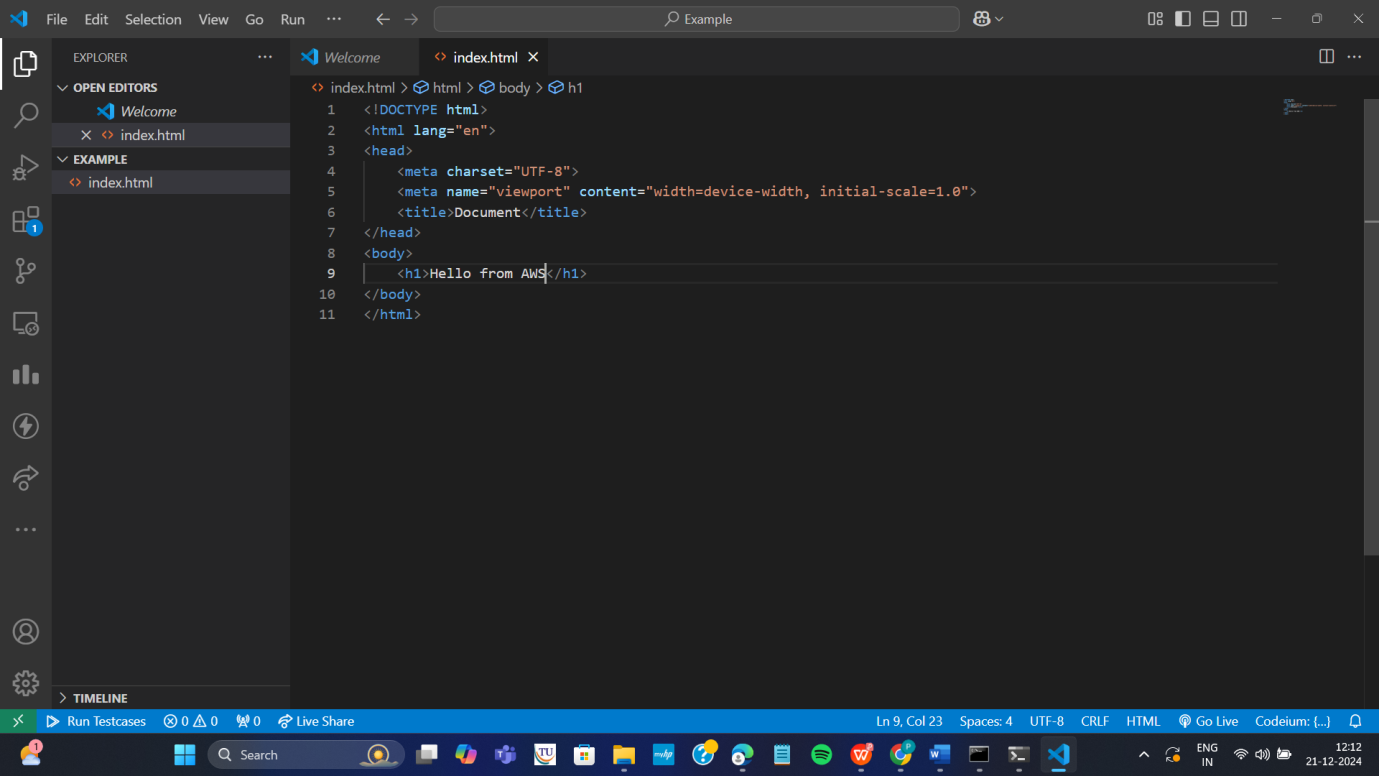 File Edit Selection View Go Run ··· Example
EXPLORER ···
Welcome
index.html
OPEN EDITORS
Welcome
index.html
EXAMPLE
index.html
index.html > html > body > h1
1 <!DOCTYPE html>
2 <html lang="en">
3 <head>
4 <meta charset="UTF-8">
5 <meta name="viewport" content="width=device-width, initial-scale=1.0">
6 <title>Document</title>
7 </head>
8 <body>
9 <h1>Hello from AWS</h1>
10 </body>
11 </html>
1
TIMELINE
Run Testcases 0 0 0 Live Share Ln 9, Col 23 Spaces: 4 UTF-8 CRLF HTML Go Live Codeium: {...}
1 Search TU mhp ENG IN 12:12 21-12-2024